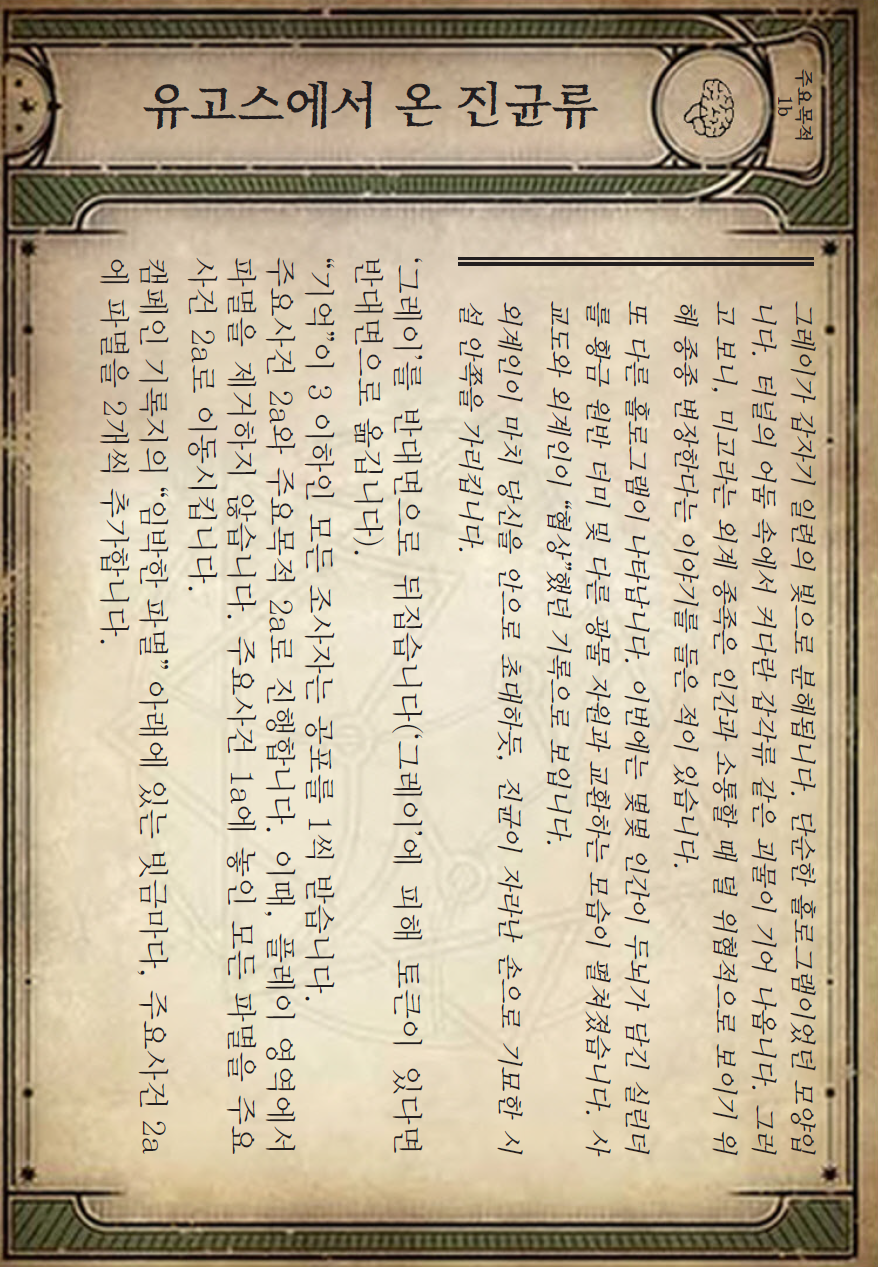 주요목적
1b
유고스에서 온 진균류
그레이가 갑자기 일련의 빛으로 분해됩니다. 단순한 홀로그램이었던 모양입
니다. 터널의 어둠 속에서 커다란 갑각류 같은 괴물이 기어 나옵니다. 그러
고 보니, 미고라는 외계 종족은 인간과 소통할 때 덜 위협적으로 보이기 위
해 종종 변장한다는 이야기를 들은 적이 있습니다.
또 다른 홀로그램이 나타납니다. 이번에는 몇몇 인간이 두뇌가 담긴 실린더
를 황금 원반 더미 및 다른 광물 자원과 교환하는 모습이 펼쳐졌습니다. 사
교도와 외계인이 “협상”했던 기록으로 보입니다.
외계인이 마치 당신을 안으로 초대하듯, 진균이 자라난 손으로 기묘한 시
설 안쪽을 가리킵니다.
‘그레이’를 반대면으로 뒤집습니다(‘그레이’에 피해 토큰이 있다면
반대면으로 옮깁니다).
“기억”이 3 이하인 모든 조사자는 공포를 1씩 받습니다.
주요사건 2a와 주요목적 2a로 진행합니다. 이때, 플레이 영역에서
파멸을 제거하지 않습니다. 주요사건 1a에 놓인 모든 파멸을 주요
사건 2a로 이동시킵니다.
캠페인 기록지의 “임박한 파멸” 아래에 있는 빗금마다, 주요사건 2a
에 파멸을 2개씩 추가합니다.